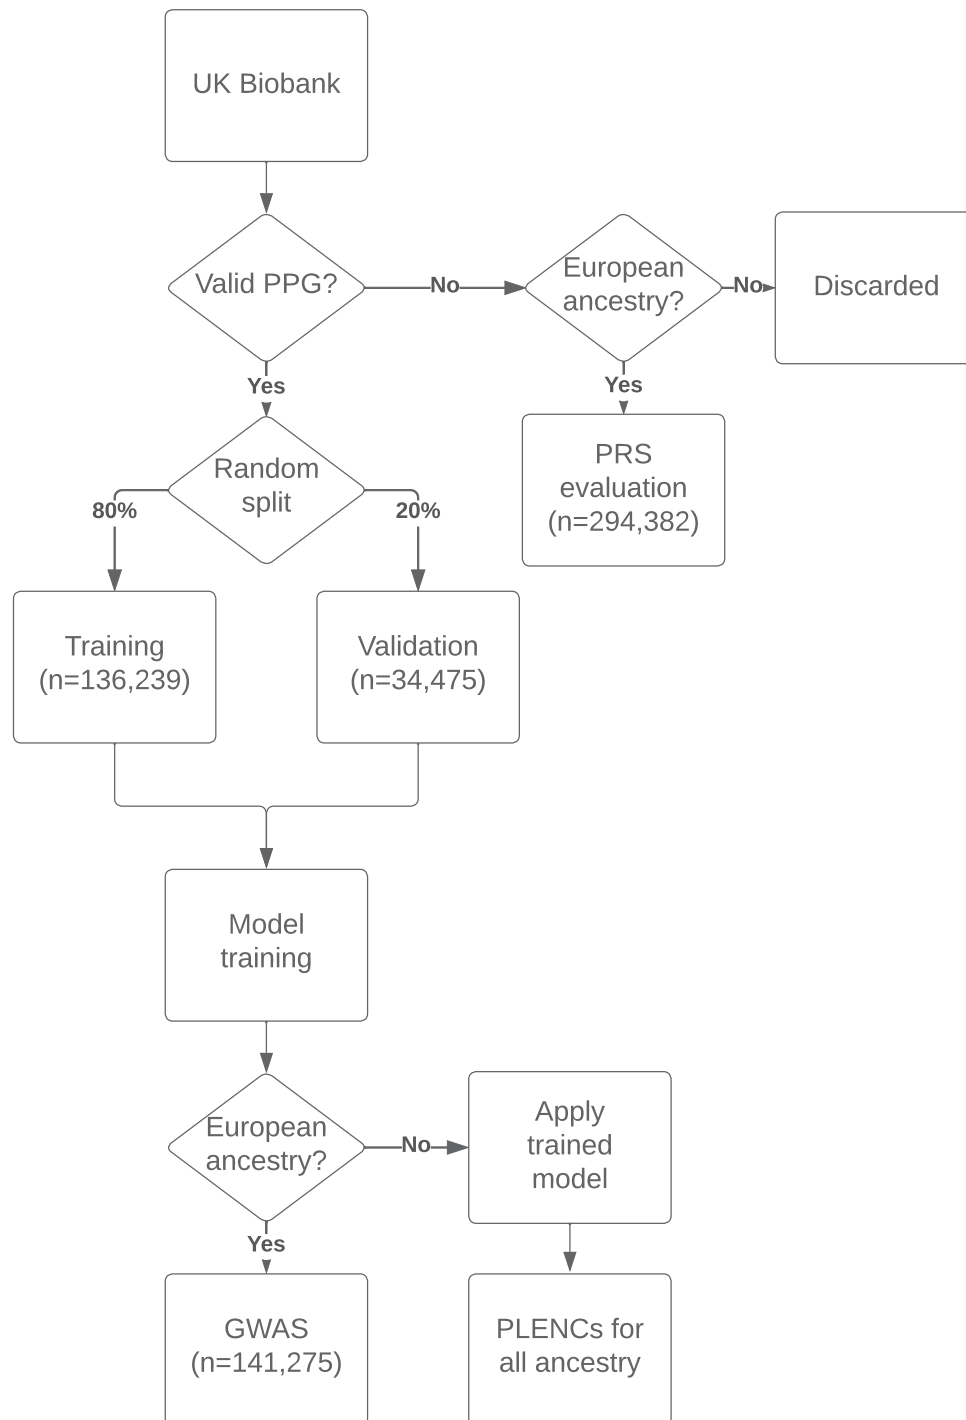 UK Biobank
Valid PPG?
No
European
ancestry?
No
Discarded
Yes
Yes
Random
split
PRS
evaluation
(n=294,382)
80%
20%
Training
(n=136,239)
Validation
(n=34,475)
Model
training
European
ancestry?
No
Apply
trained
model
Yes
GWAS
(n=141,275)
PLENCs for
all ancestry